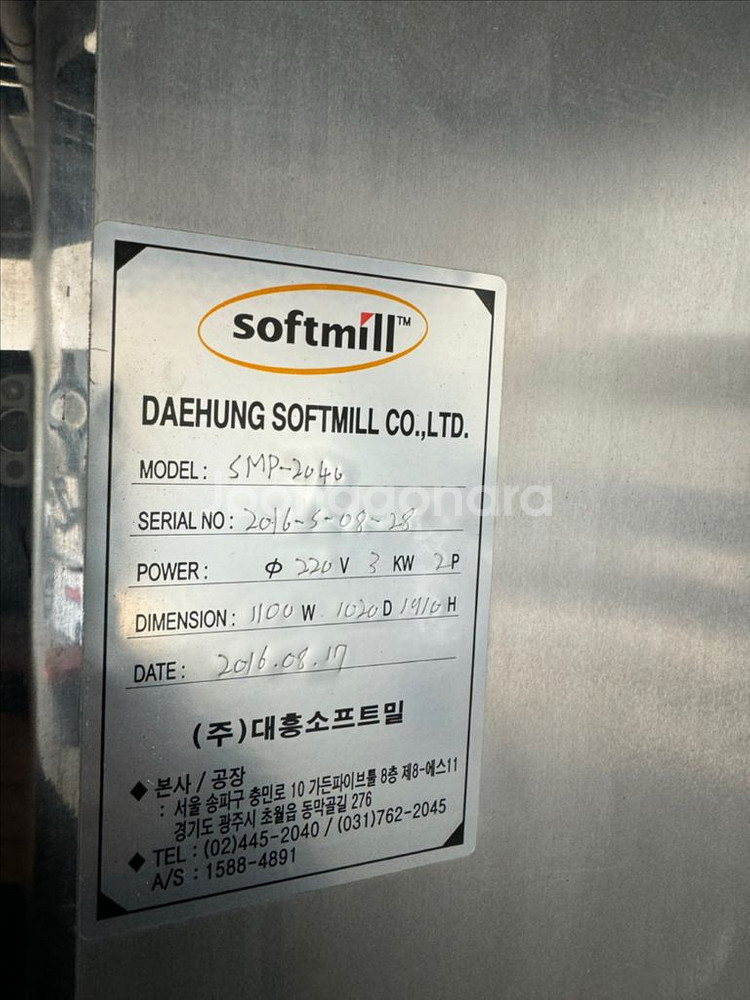 softmill™
DAEHUNG SOFTMILL CO.,LTD.
MODEL: SMP-2040
SERIAL NO: 2016-S-08-28
POWER: Φ 220 V 3 KW 2 P
DIMENSION: 1100 W 1020 D 1910 H
DATE: 2016.08.17
(주)대흥소프트밀
◆ 본사 / 공장
: 서울 송파구 충민로 10 가든파이브툴 8층 제8-에스11
경기도 광주시 초월읍 동막골길 276
◆ TEL : (02)445-2040 / (031)762-2045
A/S : 1588-4891